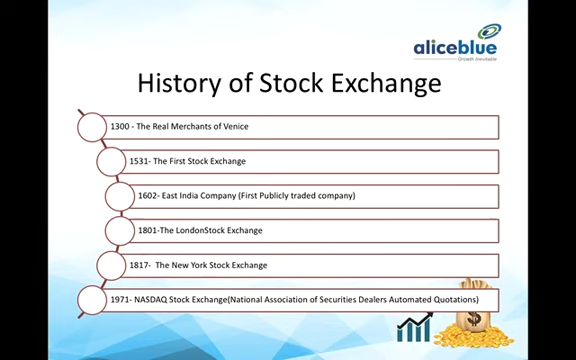 aliceblue
Growth Inevitable
History of Stock Exchange
1300 - The Real Merchants of Venice
1531- The First Stock Exchange
1602- East India Company (First Publicly traded company)
1801-The LondonStock Exchange
1817-  The New York Stock Exchange
1971- NASDAQ Stock Exchange(National Association of Securities Dealers Automated Quotations)
$